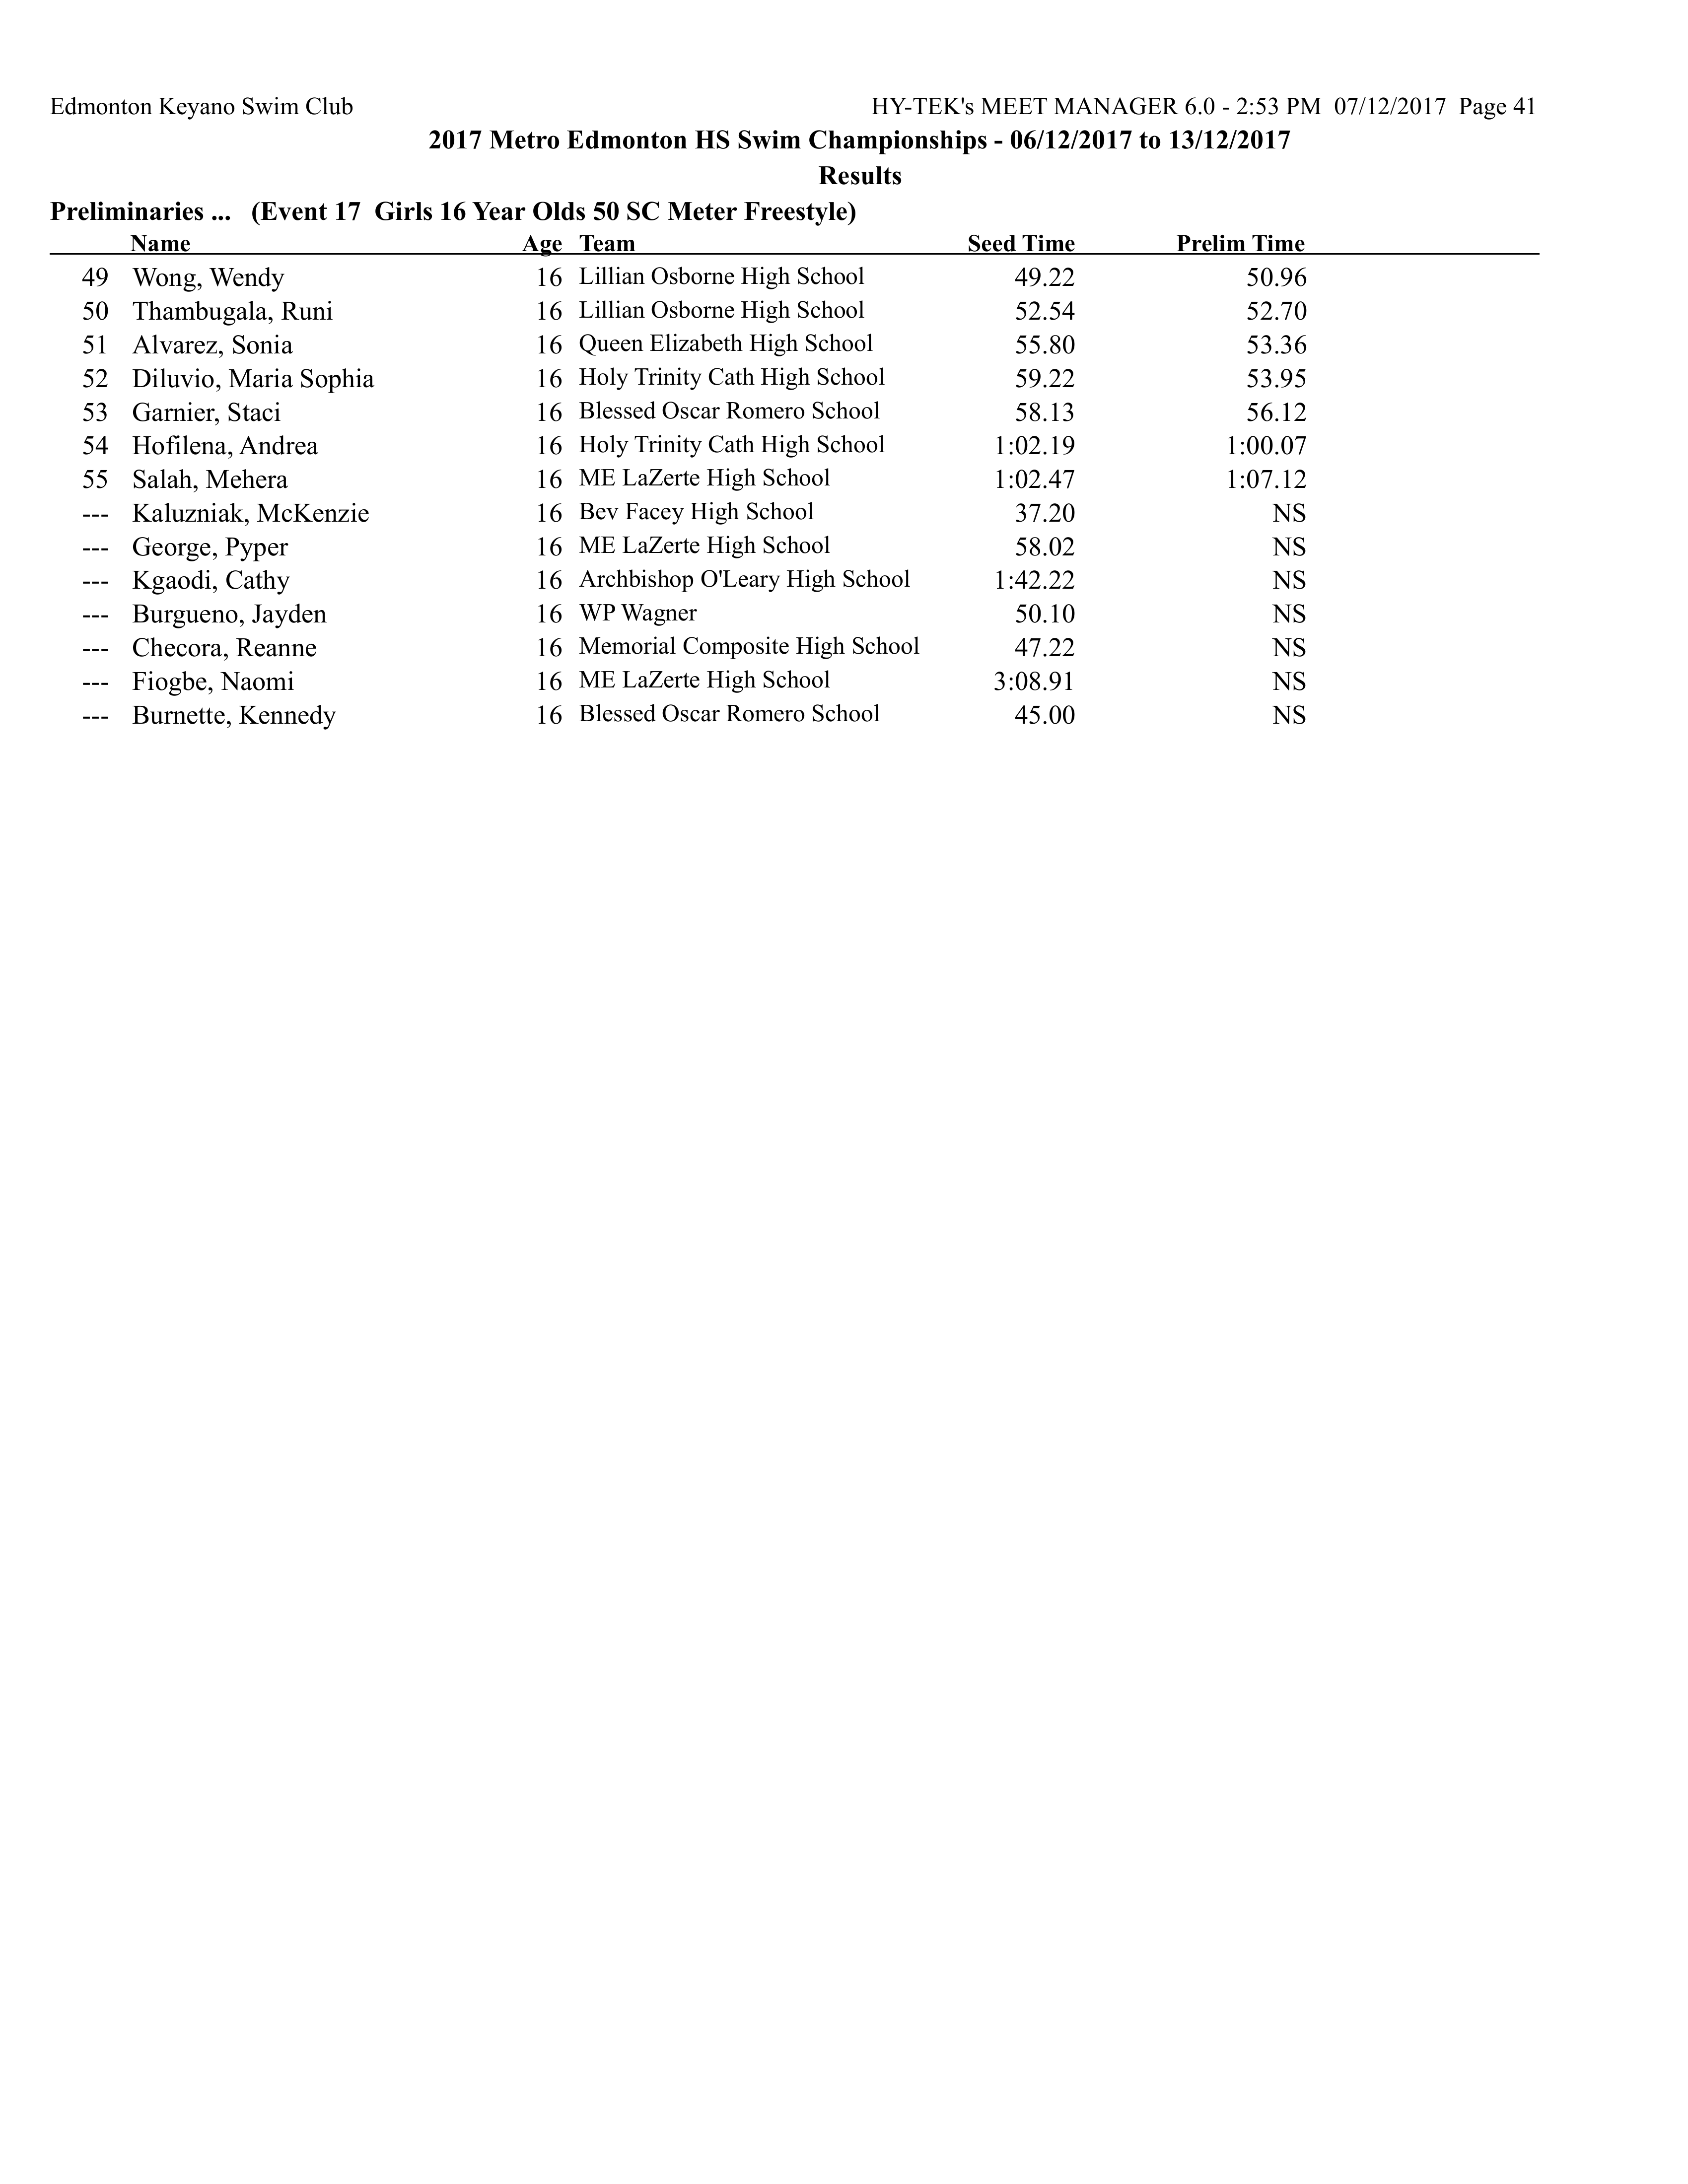 Edmonton Keyano Swim Club HY-TEK's MEET MANAGER 6.0 - 2:53 PM 07/12/2017 Page 41
2017 Metro Edmonton HS Swim Championships - 06/12/2017 to 13/12/2017
Results
Preliminaries ... (Event 17 Girls 16 Year Olds 50 SC Meter Freestyle)
Name Age Team Seed Time Prelim Time
49 Wong, Wendy 16 Lillian Osborne High School 49.22 50.96
50 Thambugala, Runi 16 Lillian Osborne High School 52.54 52.70
51 Alvarez, Sonia 16 Queen Elizabeth High School 55.80 53.36
52 Diluvio, Maria Sophia 16 Holy Trinity Cath High School 59.22 53.95
53 Garnier, Staci 16 Blessed Oscar Romero School 58.13 56.12
54 Hofilena, Andrea 16 Holy Trinity Cath High School 1:02.19 1:00.07
55 Salah, Mehera 16 ME LaZerte High School 1:02.47 1:07.12
--- Kaluzniak, McKenzie 16 Bev Facey High School 37.20 NS
--- George, Pyper 16 ME LaZerte High School 58.02 NS
--- Kgaodi, Cathy 16 Archbishop O'Leary High School 1:42.22 NS
--- Burgueno, Jayden 16 WP Wagner 50.10 NS
--- Checora, Reanne 16 Memorial Composite High School 47.22 NS
--- Fiogbe, Naomi 16 ME LaZerte High School 3:08.91 NS
--- Burnette, Kennedy 16 Blessed Oscar Romero School 45.00 NS